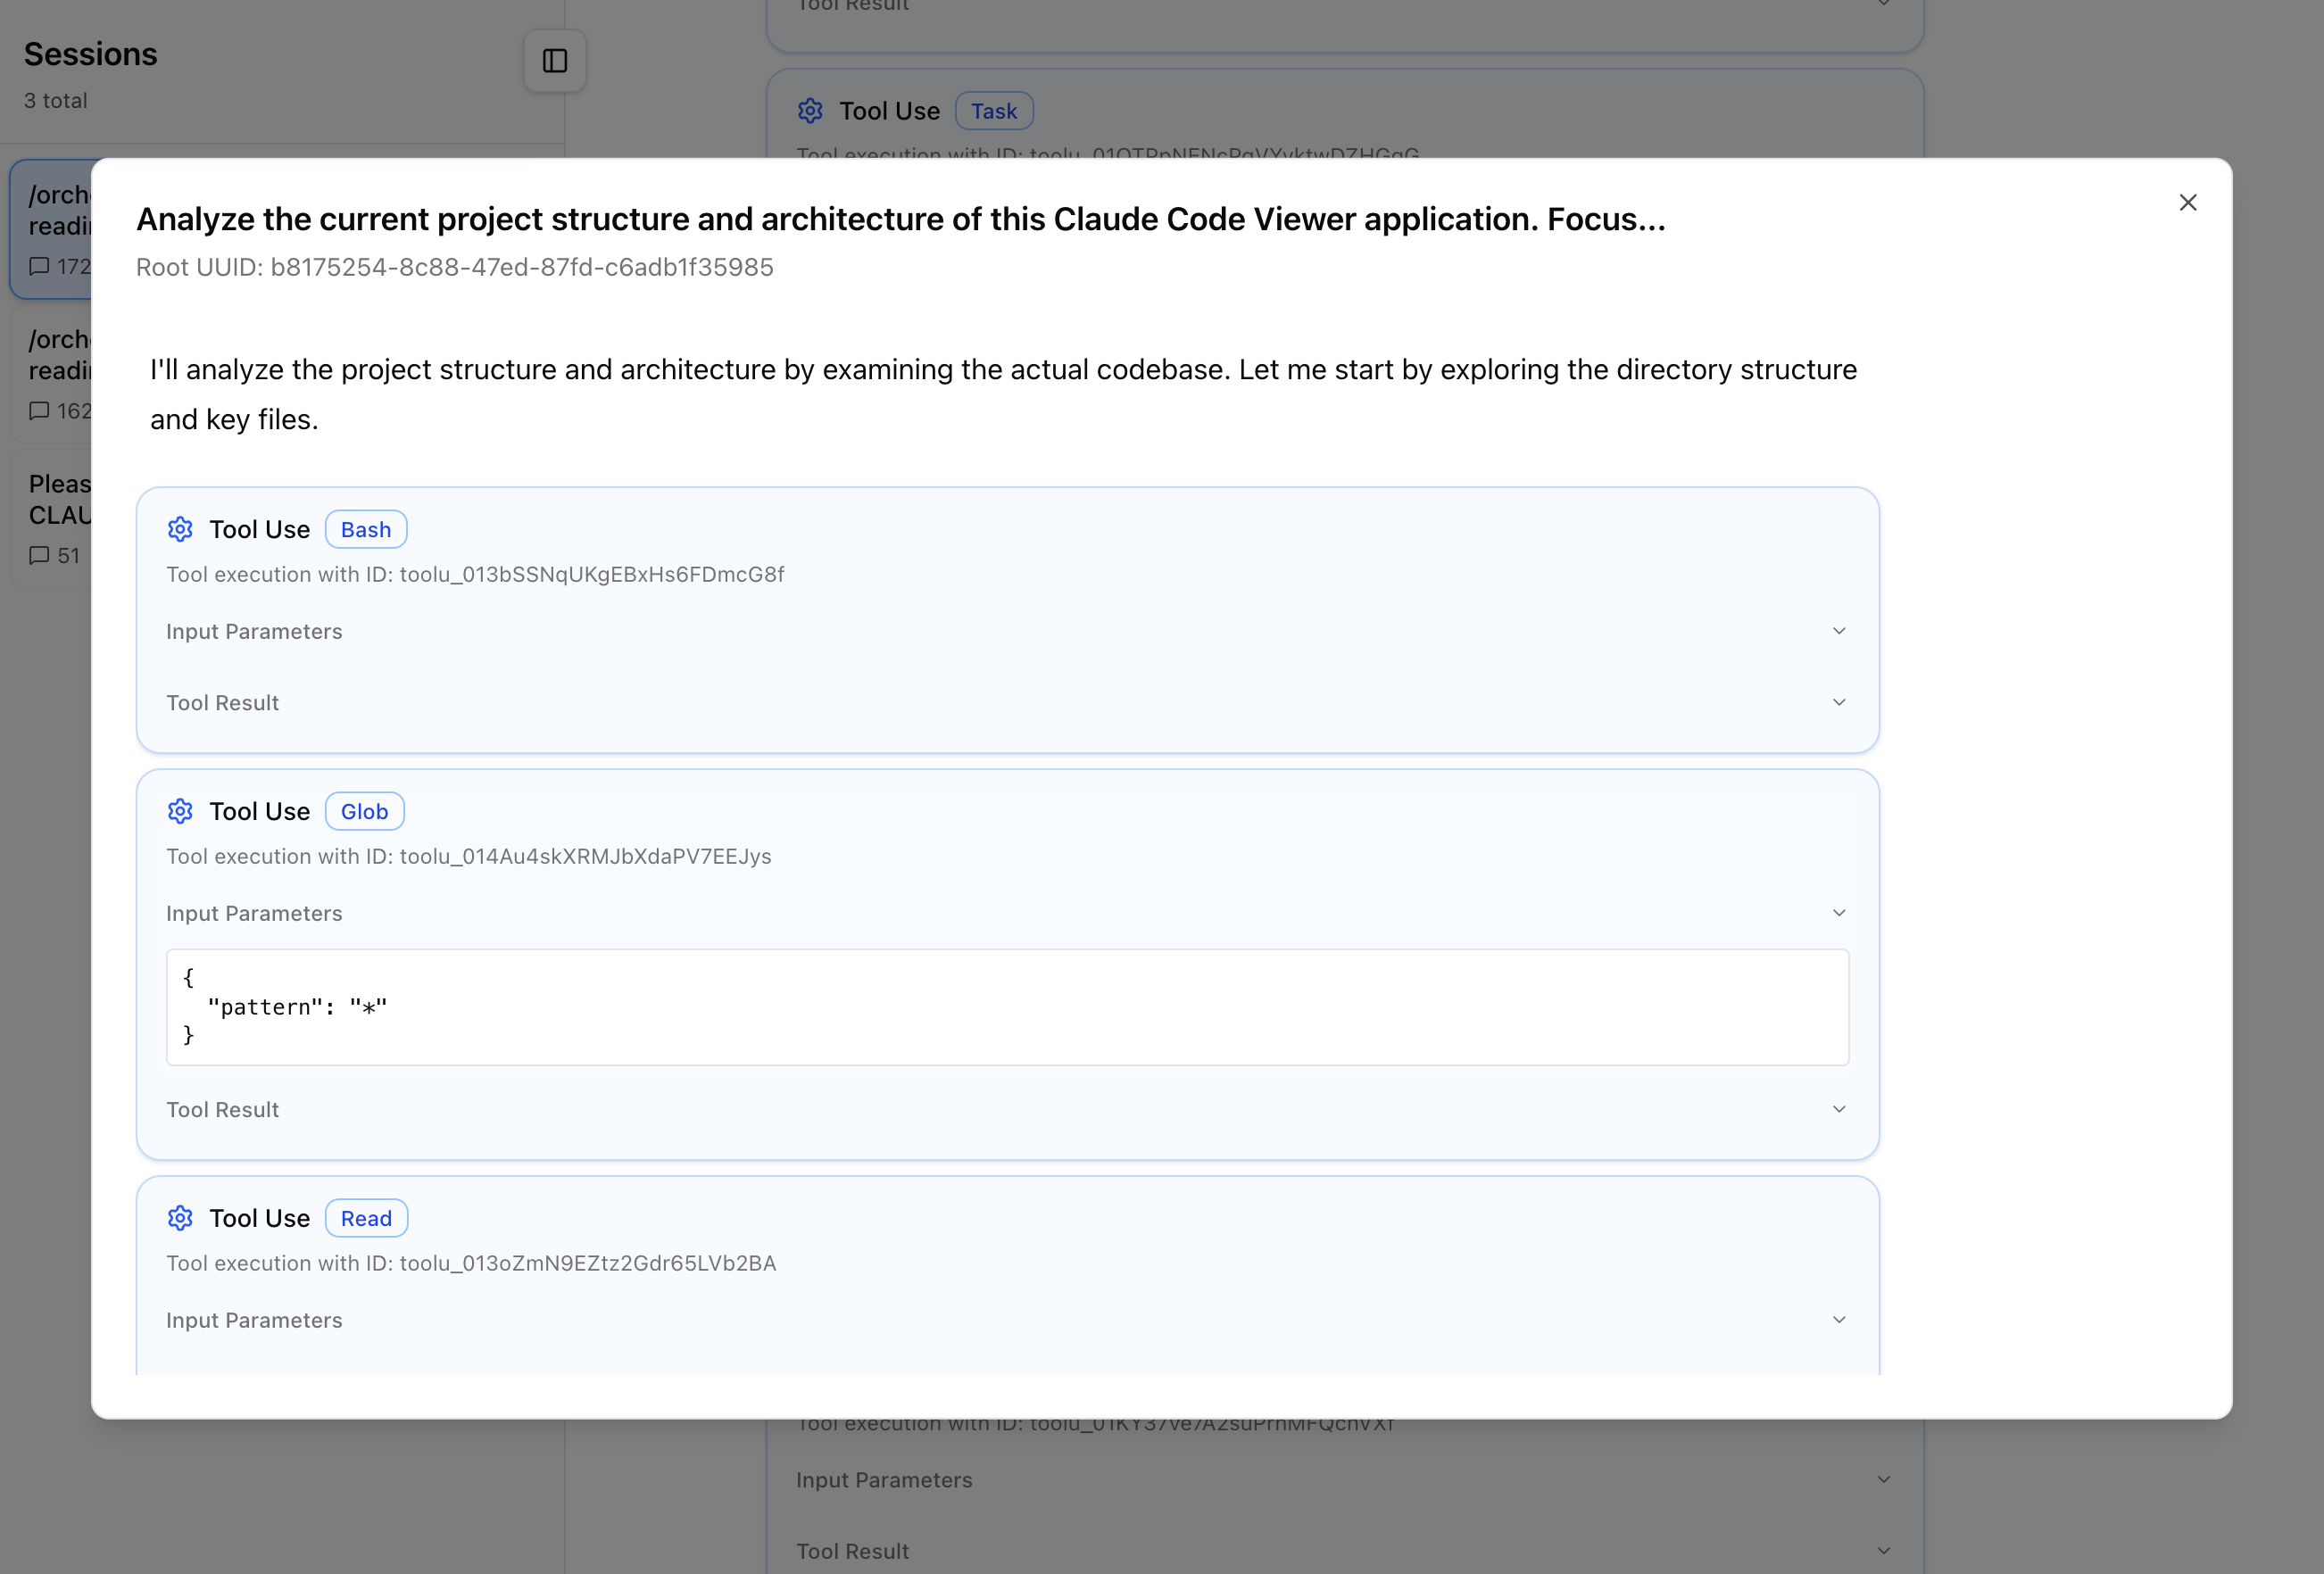 Sessions
3 total
/orch
readi
172
/orch
readi
162
Pleas
CLAU
51
Tool Result
Tool Use Task
Tool execution with ID:
Analyze the current project structure and architecture of this Claude Code Viewer application. Focus...
Root UUID: b8175254-8c88-47ed-87fd-c6adb1f35985
I'll analyze the project structure and architecture by examining the actual codebase. Let me start by exploring the directory structure
and key files.
Tool Use Bash
Tool execution with ID: toolu_013bSSNqUKgEBxHs6FDmcG8f
Input Parameters
Tool Result
Tool Use Glob
Tool execution with ID: toolu_014Au4skXRMJbXdaPV7EEJys
Input Parameters
{
"pattern": "*"
}
Tool Result
Tool Use Read
Tool execution with ID: toolu_013oZmN9EZtz2Gdr65LVb2BA
Input Parameters
Tool execution with ID:
Input Parameters
Tool Result